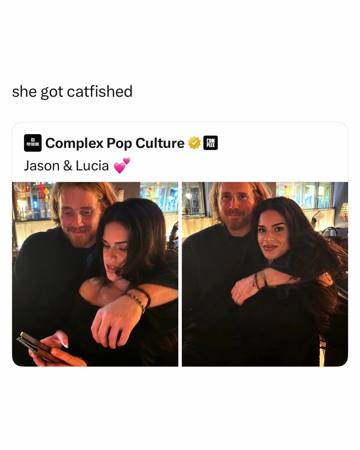 she got catfished
Complex Pop Culture
Jason & Lucia 💕